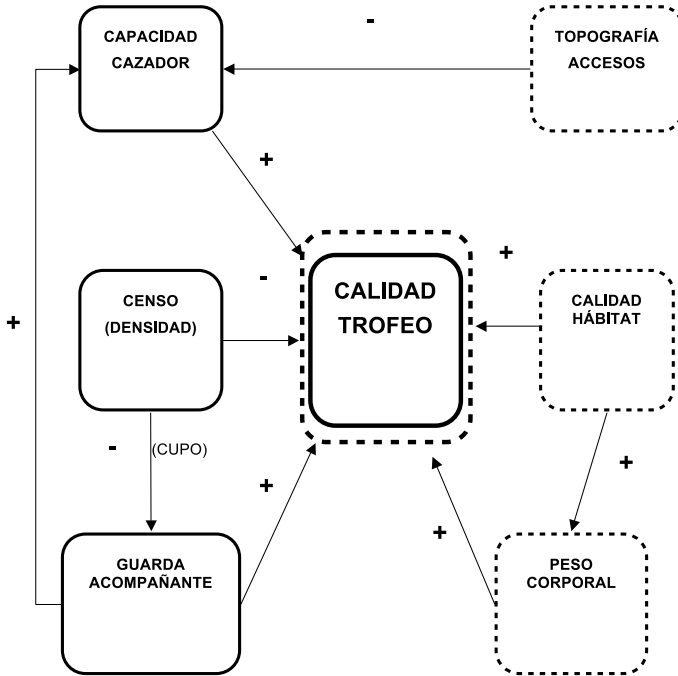 CAPACIDAD
CAZADOR
-
TOPOGRAFÍA
ACCESOS
+
+
-
CALIDAD
TROFEO
CENSO
(DENSIDAD)
CALIDAD
HÁBITAT
+
- (CUPO)
+
+
+
GUARDA
ACOMPAÑANTE
PESO
CORPORAL